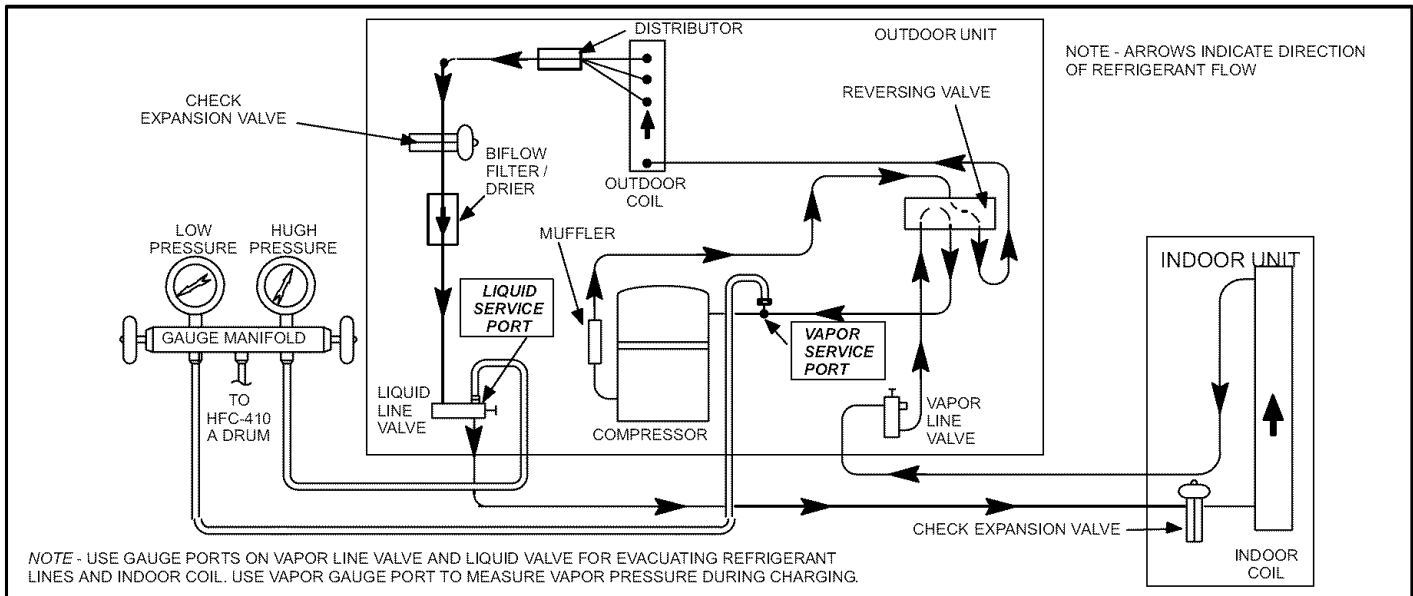 DISTRIBUTOR
OUTDOOR UNIT
NOTE - ARROWS INDICATE DIRECTION
OF REFRIGERANT FLOW
CHECK
EXPANSION VALVE
REVERSING VALVE
BIFLOW
FILTER /
DRIER
OUTDOOR
COIL
LOW
PRESSURE
HUGH
PRESSURE
MUFFLER
INDOOR UNIT
LIQUID
SERVICE
PORT
GAUGE MANIFOLD
VAPOR
SERVICE
PORT
TO
HFC-410
A DRUM
LIQUID
LINE
VALVE
COMPRESSOR
VAPOR
LINE
VALVE
CHECK EXPANSION VALVE
INDOOR
COIL
NOTE - USE GAUGE PORTS ON VAPOR LINE VALVE AND LIQUID VALVE FOR EVACUATING REFRIGERANT
LINES AND INDOOR COIL. USE VAPOR GAUGE PORT TO MEASURE VAPOR PRESSURE DURING CHARGING.